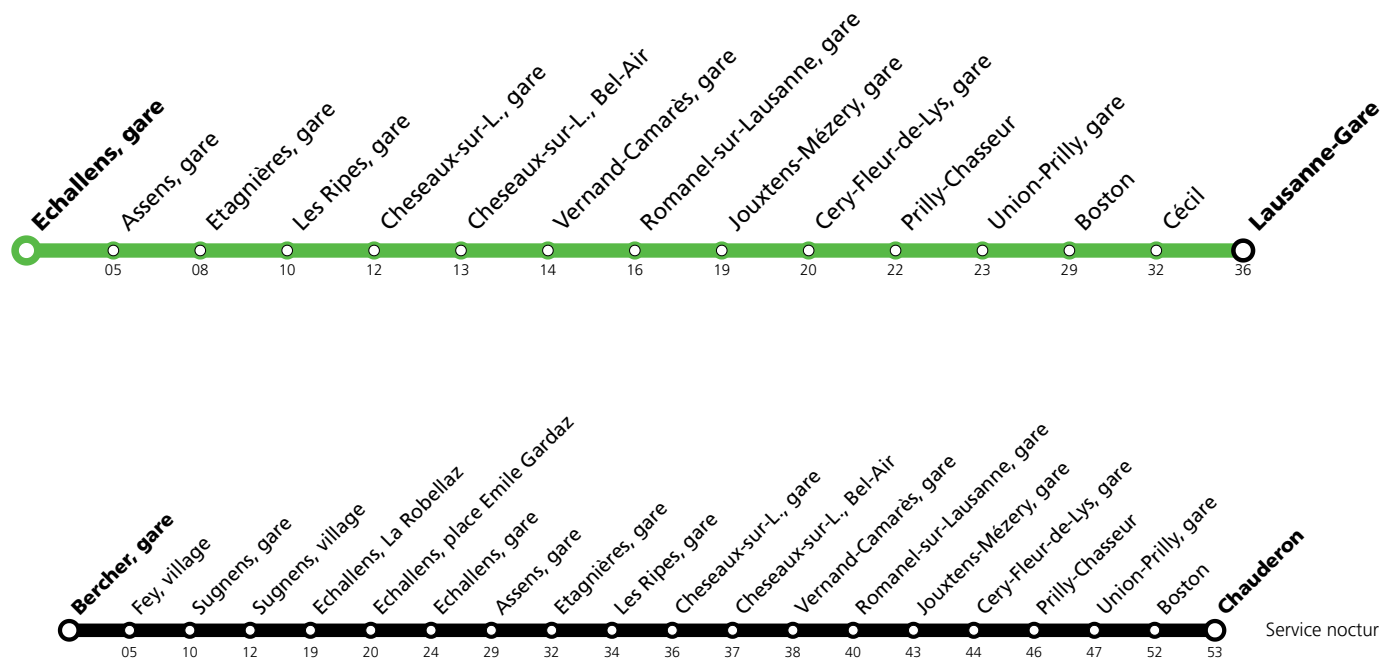 Echallens, gare
Assens, gare
Etagnières, gare
Les Ripes, gare
Cheseaux-sur-L., gare
Cheseaux-sur-L., Bel-Air
Vernand-Camarès, gare
Romanel-sur-Lausanne, gare
Jouxtens-Mézery, gare
Cery-Fleur-de-Lys, gare
Prilly-Chasseur
Union-Prilly, gare
Boston
Cécil
Lausanne-Gare
05 08 10 12 13 14 16 19 20 22 23 29 32 36
Bercher, gare
Fey, village
Sugnens, gare
Sugnens, village
Echallens, La Robellaz
Echallens, place Emile Gardaz
Echallens, gare
Assens, gare
Etagnières, gare
Les Ripes, gare
Cheseaux-sur-L., gare
Cheseaux-sur-L., Bel-Air
Vernand-Camarès, gare
Romanel-sur-Lausanne, gare
Jouxtens-Mézery, gare
Cery-Fleur-de-Lys, gare
Prilly-Chasseur
Union-Prilly, gare
Boston
Chauderon
Service noctur
05 10 12 19 20 24 29 32 34 36 37 38 40 43 44 46 47 52 53